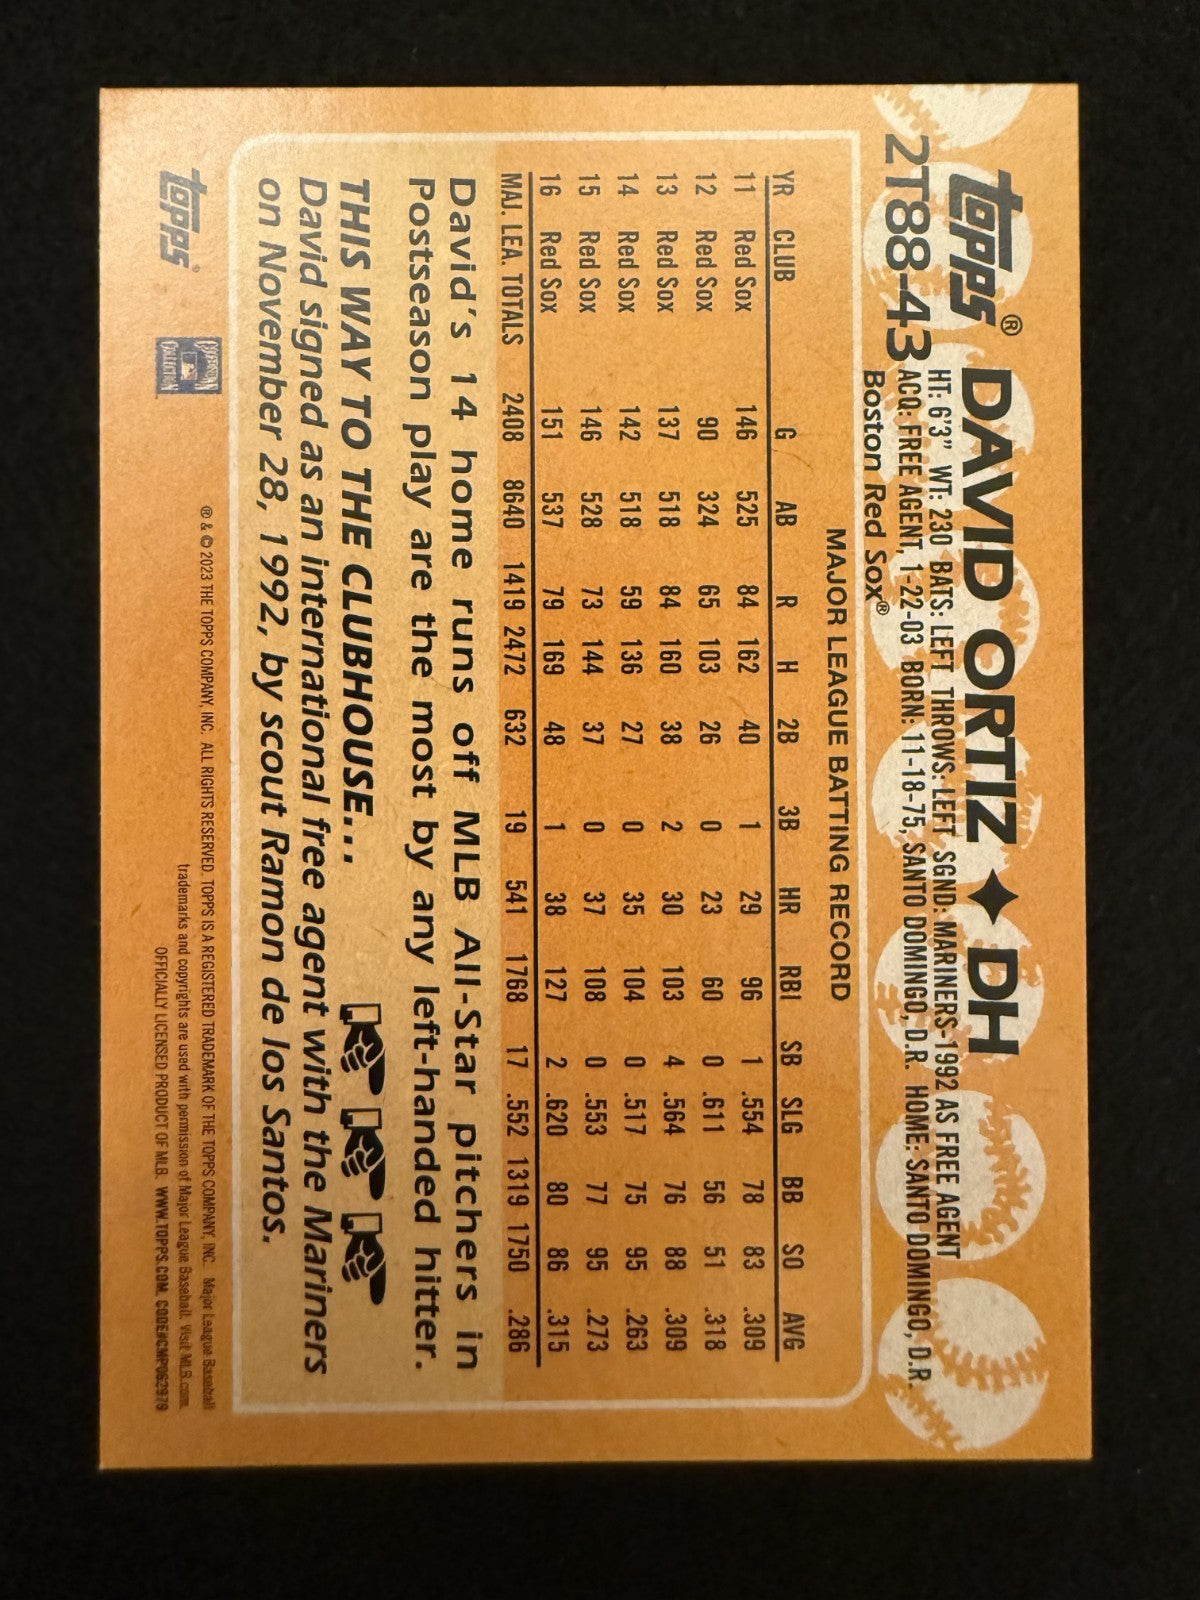 topps®
DAVID ORTIZ ✦ DH
2T88-43
HT: 6'3" WT: 230 BATS: LEFT THROWS: LEFT SGND: MARINERS-1992 AS FREE AGENT
ACQ: FREE AGENT, 1-22-03 BORN: 11-18-75, SANTO DOMINGO, D.R. HOME: SANTO DOMINGO, D.R.
Boston Red Sox®
MAJOR LEAGUE BATTING RECORD
YR CLUB G AB R H 2B 3B HR RBI SB SLG BB SO AVG
11 Red Sox 146 525 84 162 40 1 29 96 1 .554 78 83 .309
12 Red Sox 90 324 65 103 26 0 23 60 0 .611 56 51 .318
13 Red Sox 137 518 84 160 38 2 30 103 4 .564 76 88 .309
14 Red Sox 142 518 59 136 27 0 35 104 0 .517 75 95 .263
15 Red Sox 146 528 73 144 37 0 37 108 0 .553 77 95 .273
16 Red Sox 151 537 79 169 48 1 38 127 2 .620 80 86 .315
MAJ. LEA. TOTALS 2408 8640 1419 2472 632 19 541 1768 17 .552 1319 1750 .286
David's 14 home runs off MLB All-Star pitchers in
Postseason play are the most by any left-handed hitter.
THIS WAY TO THE CLUBHOUSE...
David signed as an international free agent with the Mariners
on November 28, 1992, by scout Ramon de los Santos.
topps®
COOPERSTOWN
COLLECTION
® & © 2023 THE TOPPS COMPANY, INC. ALL RIGHTS RESERVED. TOPPS IS A REGISTERED TRADEMARK OF THE TOPPS COMPANY, INC. Major League Baseball
trademarks and copyrights are used with permission of Major League Baseball. Visit MLB.com.
OFFICIALLY LICENSED PRODUCT OF MLB. WWW.TOPPS.COM. CODE#CMP062979